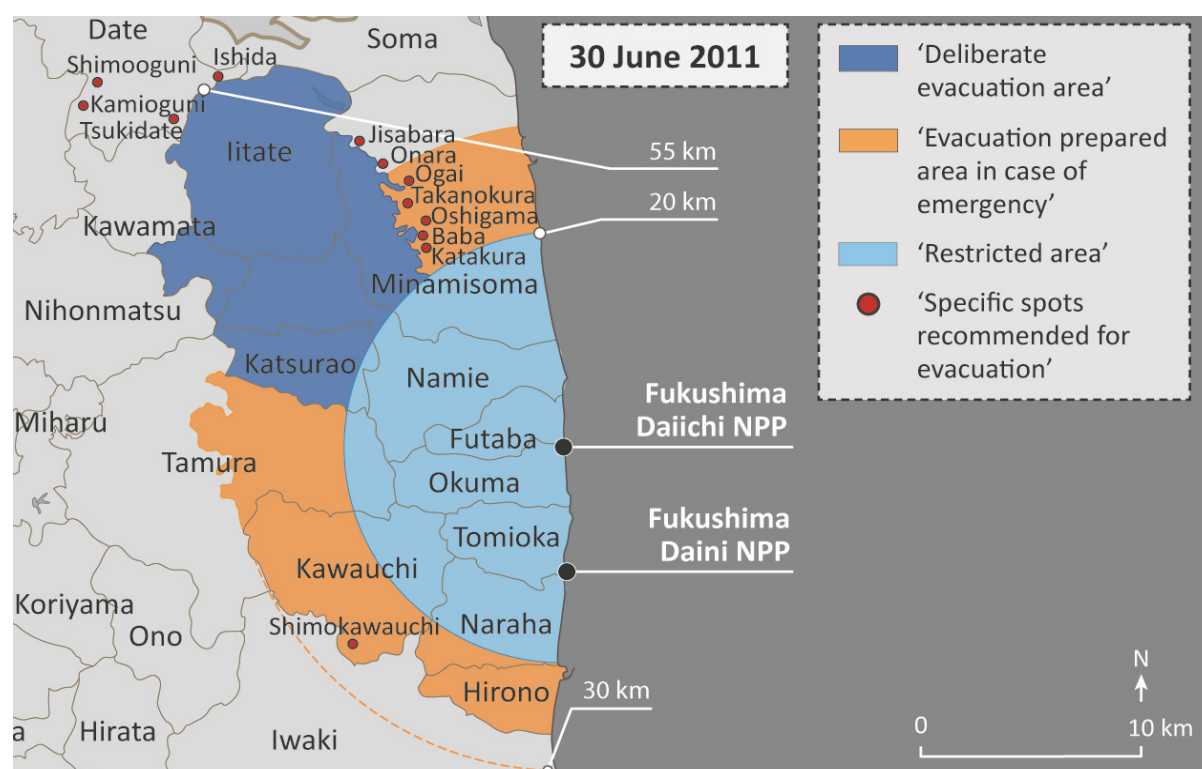 Date
Soma
30 June 2011
Shimooguni
Ishida
Kamioguni
Tsukidate
Iitate
Jisabara
Onara
Ogai
Takanokura
Oshigama
Baba
Katakura
55 km
20 km
Kawamata
Minamisoma
Nihonmatsu
Katsurao
Namie
Fukushima
Daiichi NPP
Miharu
Futaba
Tamura
Okuma
Fukushima
Daini NPP
Tomioka
Kawauchi
Koriyama
Ono
Shimokawauchi
Naraha
Hirono
30 km
Iwaki
a
Hirata
‘Deliberate
evacuation area’
‘Evacuation prepared
area in case of
emergency’
‘Restricted area’
‘Specific spots
recommended for
evacuation’
N
0
10 km